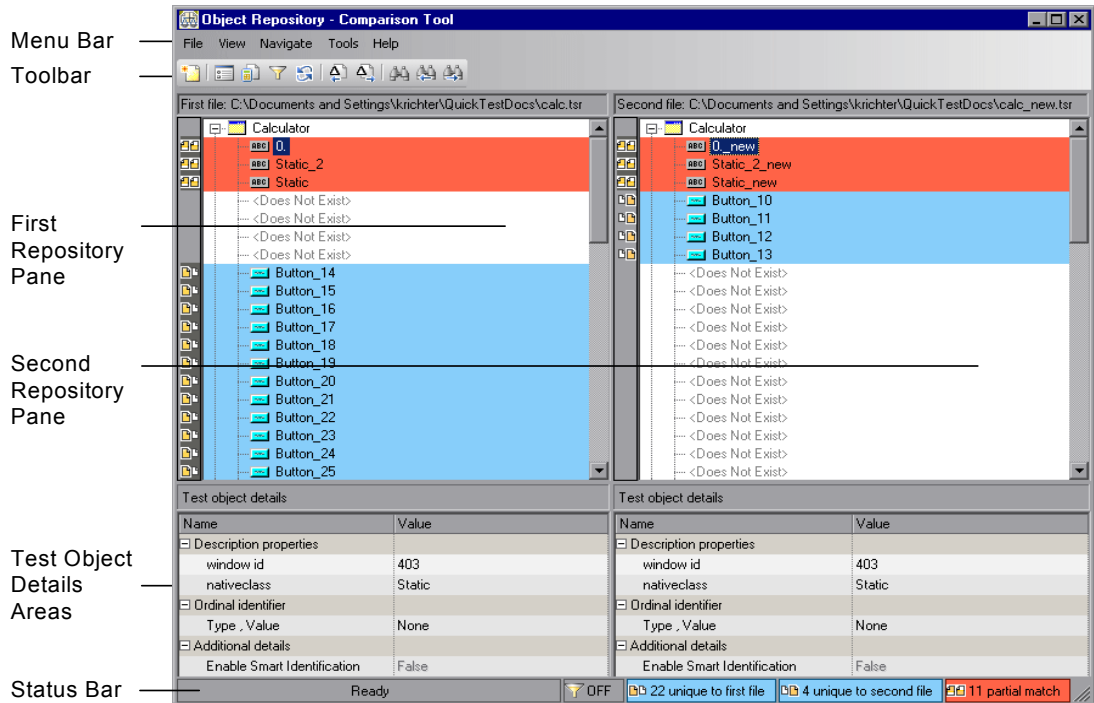 Object Repository - Comparison Tool
Menu Bar
File View Navigate Tools Help
Toolbar
First file: C:\Documents and Settings\krichter\QuickTestDocs\calc.tsr
Second file: C:\Documents and Settings\krichter\QuickTestDocs\calc_new.tsr
Calculator
ABC 0.
ABC Static_2
ABC Static
<Does Not Exist>
<Does Not Exist>
<Does Not Exist>
<Does Not Exist>
Button_14
Button_15
Button_16
Button_17
Button_18
Button_19
Button_20
Button_21
Button_22
Button_23
Button_24
Button_25
Calculator
ABC 0._new
ABC Static_2_new
ABC Static_new
Button_10
Button_11
Button_12
Button_13
<Does Not Exist>
<Does Not Exist>
<Does Not Exist>
<Does Not Exist>
<Does Not Exist>
<Does Not Exist>
<Does Not Exist>
<Does Not Exist>
<Does Not Exist>
<Does Not Exist>
<Does Not Exist>
<Does Not Exist>
First
Repository
Pane
Second
Repository
Pane
Test object details
Name Value
Description properties
window id 403
nativeclass Static
Ordinal identifier
Type , Value None
Additional details
Enable Smart Identification False
Test object details
Name Value
Description properties
window id 403
nativeclass Static
Ordinal identifier
Type , Value None
Additional details
Enable Smart Identification False
Test Object
Details
Areas
Status Bar
Ready
OFF
22 unique to first file
4 unique to second file
11 partial match